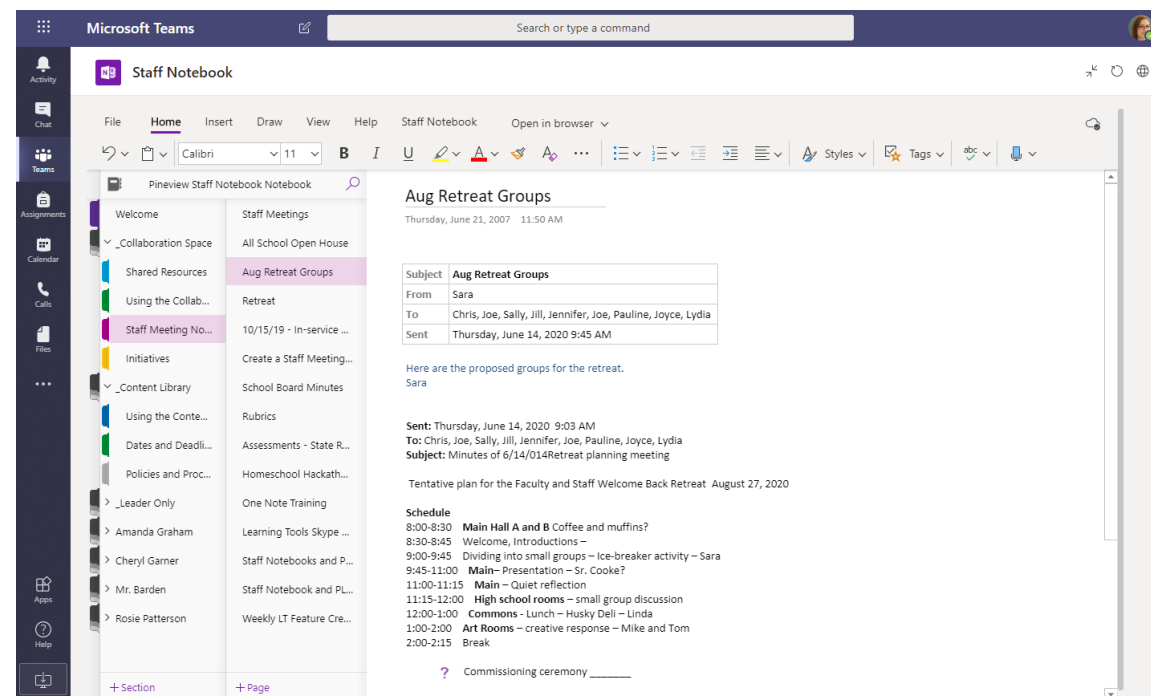 Microsoft Teams
Search or type a command
Activity
Chat
Teams
Assignments
Calendar
Calls
Files
Apps
Help
Staff Notebook
File Home Insert Draw View Help Staff Notebook Open in browser
Calibri 11 B I U A A Styles Tags abc
Pineview Staff Notebook Notebook
Welcome
_Collaboration Space
Shared Resources
Using the Collab...
Staff Meeting No...
Initiatives
_Content Library
Using the Conte...
Dates and Deadli...
Policies and Proc...
_Leader Only
Amanda Graham
Cheryl Garner
Mr. Barden
Rosie Patterson
+ Section
Staff Meetings
All School Open House
Aug Retreat Groups
Retreat
10/15/19 - In-service ...
Create a Staff Meeting...
School Board Minutes
Rubrics
Assessments - State R...
Homeschool Hackath...
One Note Training
Learning Tools Skype ...
Staff Notebooks and P...
Staff Notebook and PL...
Weekly LT Feature Cre...
+ Page
Aug Retreat Groups
Thursday, June 21, 2007 11:50 AM
Subject Aug Retreat Groups
From Sara
To Chris, Joe, Sally, Jill, Jennifer, Joe, Pauline, Joyce, Lydia
Sent Thursday, June 14, 2020 9:45 AM
Here are the proposed groups for the retreat.
Sara
Sent: Thursday, June 14, 2020 9:03 AM
To: Chris, Joe, Sally, Jill, Jennifer, Joe, Pauline, Joyce, Lydia
Subject: Minutes of 6/14/014Retreat planning meeting
Tentative plan for the Faculty and Staff Welcome Back Retreat August 27, 2020
Schedule
8:00-8:30 Main Hall A and B Coffee and muffins?
8:30-8:45 Welcome, Introductions –
9:00-9:45 Dividing into small groups – Ice-breaker activity – Sara
9:45-11:00 Main– Presentation – Sr. Cooke?
11:00-11:15 Main – Quiet reflection
11:15-12:00 High school rooms – small group discussion
12:00-1:00 Commons - Lunch – Husky Deli – Linda
1:00-2:00 Art Rooms – creative response – Mike and Tom
2:00-2:15 Break
? Commissioning ceremony _______